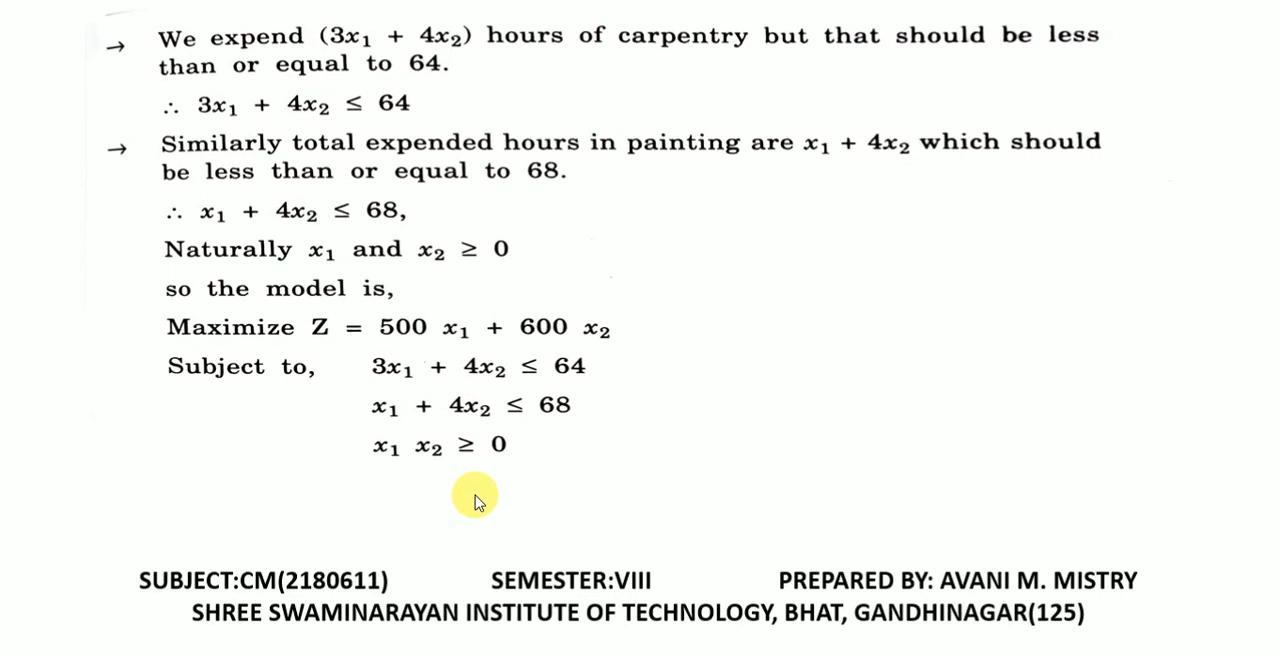 → We expend (3x₁ + 4x₂) hours of carpentry but that should be less
than or equal to 64.
∴ 3x₁ + 4x₂ ≤ 64
→ Similarly total expended hours in painting are x₁ + 4x₂ which should
be less than or equal to 68.
∴ x₁ + 4x₂ ≤ 68,
Naturally x₁ and x₂ ≥ 0
so the model is,
Maximize Z = 500 x₁ + 600 x₂
Subject to, 3x₁ + 4x₂ ≤ 64
x₁ + 4x₂ ≤ 68
x₁ x₂ ≥ 0
SUBJECT:CM(2180611) SEMESTER:VIII PREPARED BY: AVANI M. MISTRY
SHREE SWAMINARAYAN INSTITUTE OF TECHNOLOGY, BHAT, GANDHINAGAR(125)